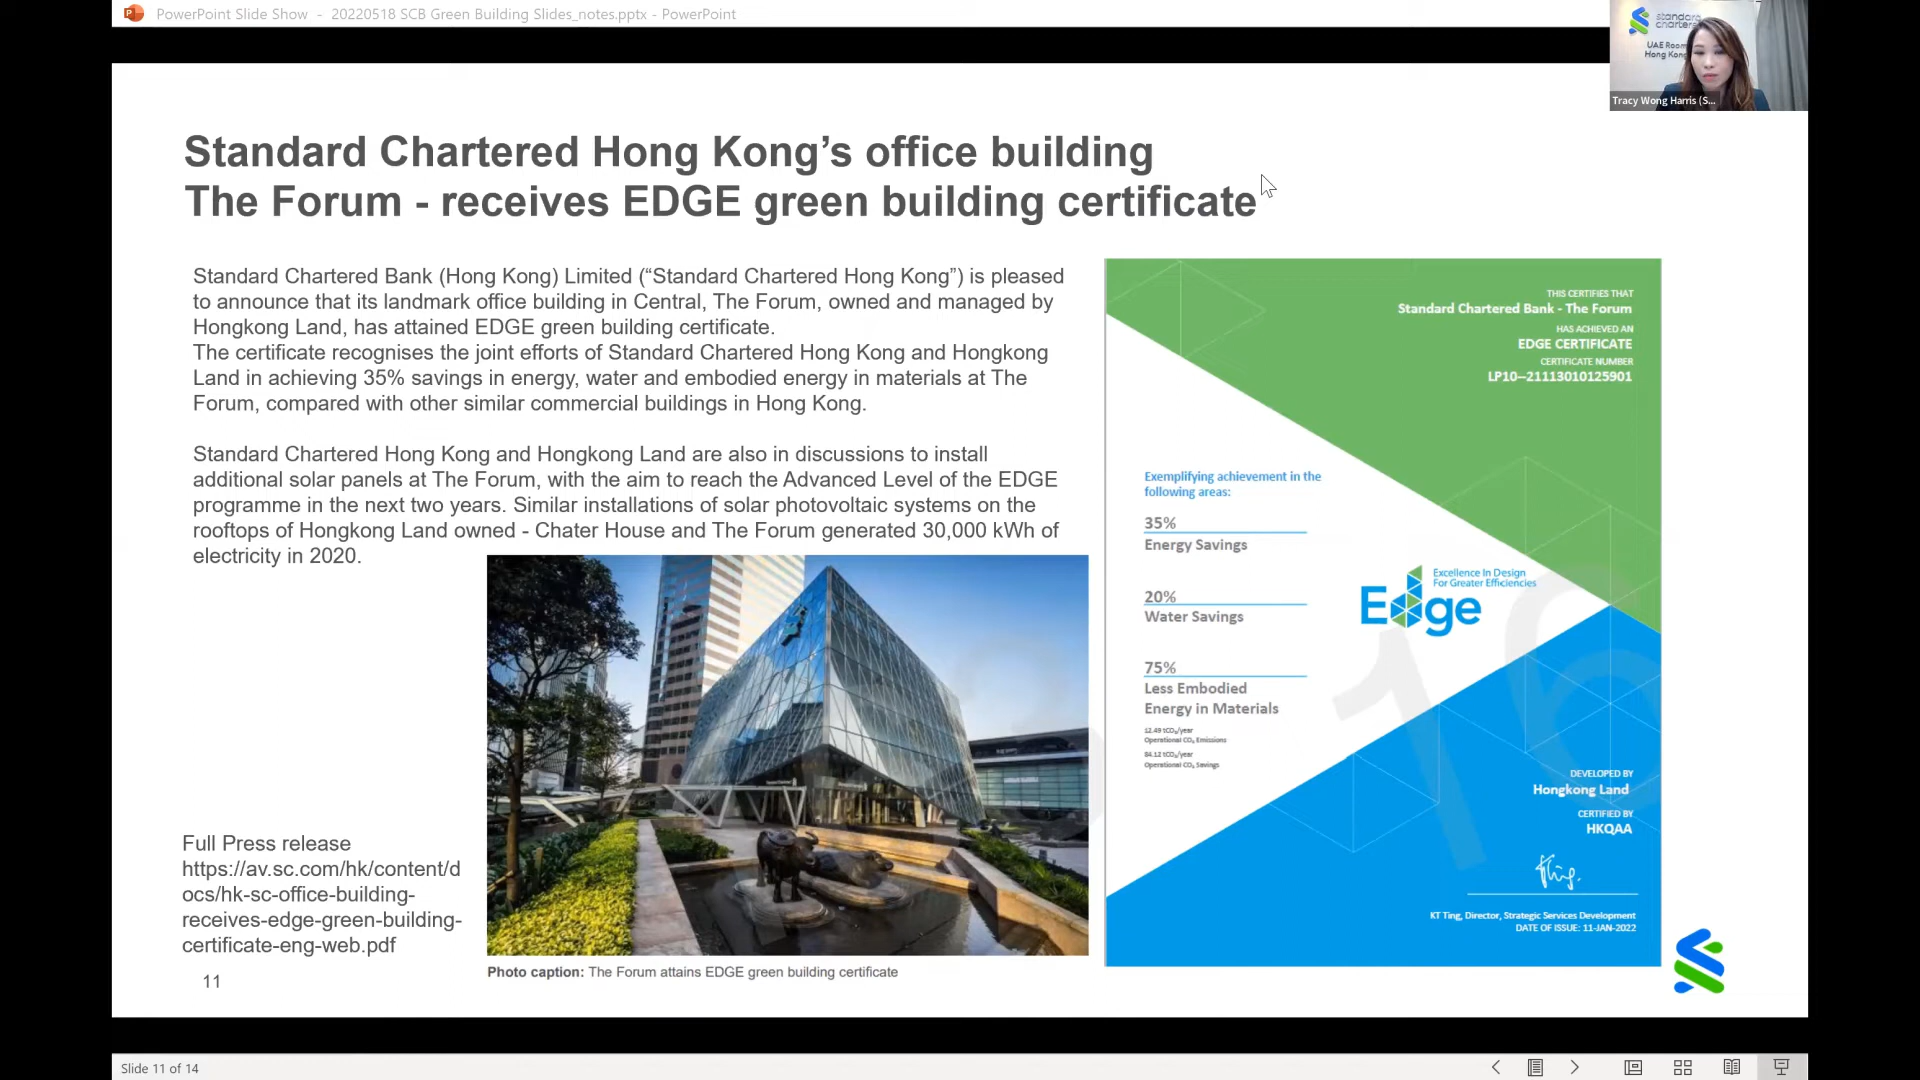 PowerPoint Slide Show - 20220518 SCB Green Building Slides_notes.pptx - PowerPoint
standard
chartered
UAE Room
Hong Kong
Tracy Wong Harris (S...
Standard Chartered Hong Kong’s office building
The Forum - receives EDGE green building certificate
Standard Chartered Bank (Hong Kong) Limited (“Standard Chartered Hong Kong”) is pleased
to announce that its landmark office building in Central, The Forum, owned and managed by
Hongkong Land, has attained EDGE green building certificate.
The certificate recognises the joint efforts of Standard Chartered Hong Kong and Hongkong
Land in achieving 35% savings in energy, water and embodied energy in materials at The
Forum, compared with other similar commercial buildings in Hong Kong.
Standard Chartered Hong Kong and Hongkong Land are also in discussions to install
additional solar panels at The Forum, with the aim to reach the Advanced Level of the EDGE
programme in the next two years. Similar installations of solar photovoltaic systems on the
rooftops of Hongkong Land owned - Chater House and The Forum generated 30,000 kWh of
electricity in 2020.
Full Press release
https://av.sc.com/hk/content/d
ocs/hk-sc-office-building-
receives-edge-green-building-
certificate-eng-web.pdf
11
Photo caption: The Forum attains EDGE green building certificate
THIS CERTIFIES THAT
Standard Chartered Bank - The Forum
HAS ACHIEVED AN
EDGE CERTIFICATE
CERTIFICATE NUMBER
LP10--21113010125901
Exemplifying achievement in the
following areas:
35%
Energy Savings
20%
Water Savings
75%
Less Embodied
Energy in Materials
12.49 tCO₂/year
Operational CO₂ Emissions
84.12 tCO₂/year
Operational CO₂ Savings
Edge
Excellence In Design
For Greater Efficiencies
DEVELOPED BY
Hongkong Land
CERTIFIED BY
HKQAA
KT Ting, Director, Strategic Services Development
DATE OF ISSUE: 11-JAN-2022
Slide 11 of 14